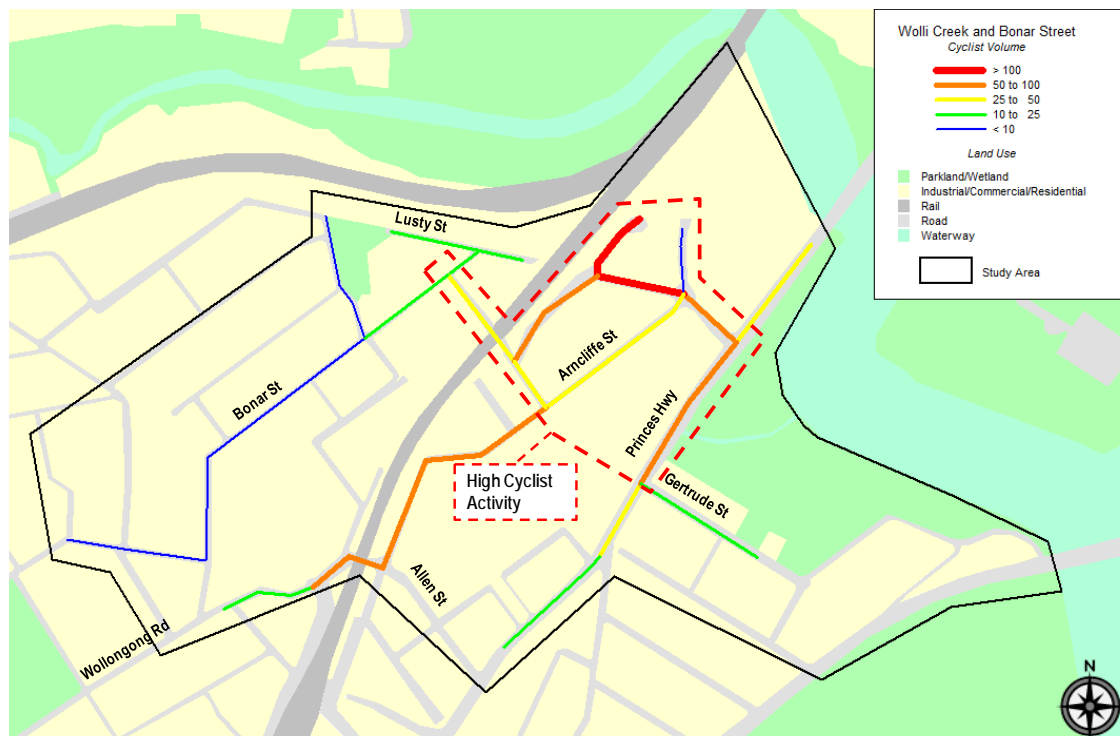 Wolli Creek and Bonar Street
Cyclist Volume
> 100
50 to 100
25 to 50
10 to 25
< 10
Land Use
Parkland/Wetland
Industrial/Commercial/Residential
Rail
Road
Waterway
Study Area
Lusty St
Arncliffe St
Bonar St
Princes Hwy
High Cyclist
Activity
Gertrude St
Allen St
Wollongong Rd
N